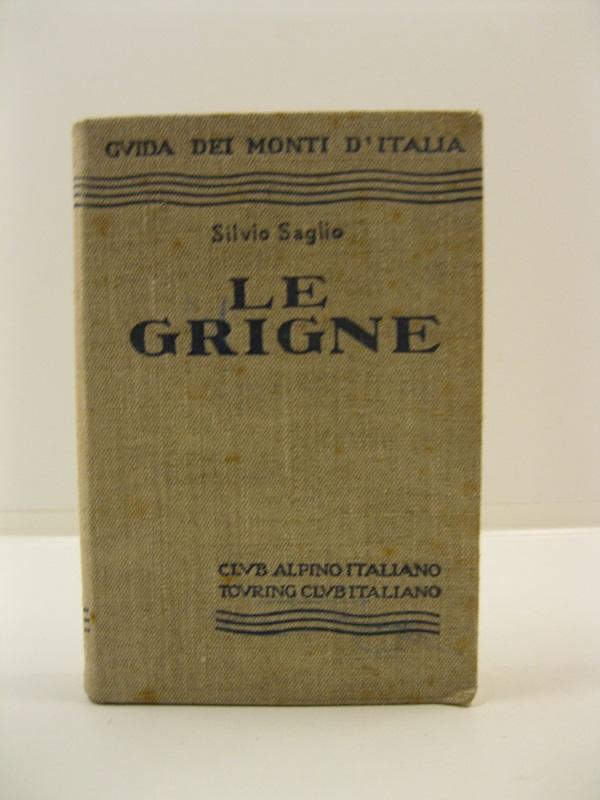 GVIDA DEI MONTI D'ITALIA
Silvio Saglio
LE
GRIGNE
CLVB ALPINO ITALIANO
TOVRING CLVB ITALIANO